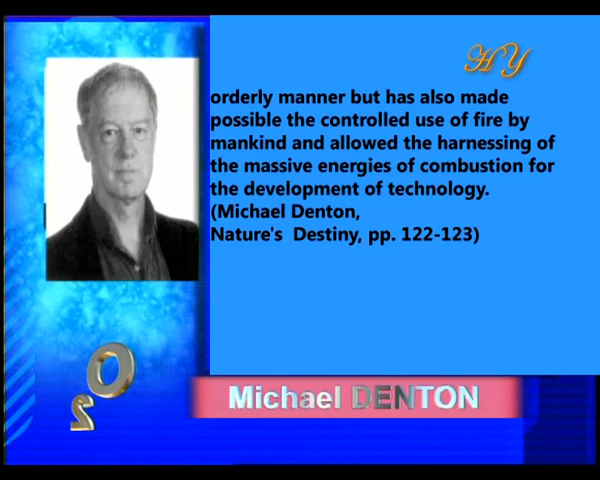 HY
orderly manner but has also made
possible the controlled use of fire by
mankind and allowed the harnessing of
the massive energies of combustion for
the development of technology.
(Michael Denton,
Nature's  Destiny, pp. 122-123)
O
2
Michael DENTON